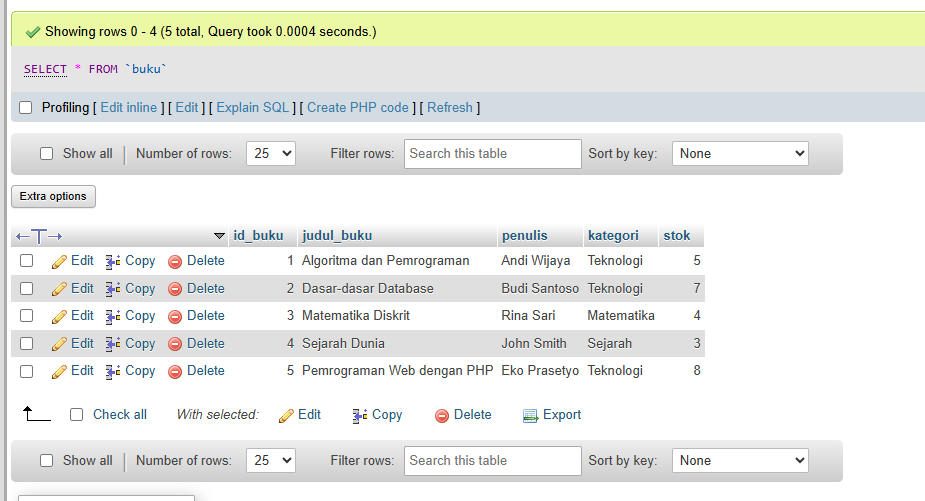 Showing rows 0 - 4 (5 total, Query took 0.0004 seconds.)
SELECT * FROM `buku`
Profiling [ Edit inline ] [ Edit ] [ Explain SQL ] [ Create PHP code ] [ Refresh ]
Show all | Number of rows: 25 Filter rows: Search this table Sort by key: None
Extra options
←T→ id_buku judul_buku penulis kategori stok
Edit Copy Delete 1 Algoritma dan Pemrograman Andi Wijaya Teknologi 5
Edit Copy Delete 2 Dasar-dasar Database Budi Santoso Teknologi 7
Edit Copy Delete 3 Matematika Diskrit Rina Sari Matematika 4
Edit Copy Delete 4 Sejarah Dunia John Smith Sejarah 3
Edit Copy Delete 5 Pemrograman Web dengan PHP Eko Prasetyo Teknologi 8
Check all With selected: Edit Copy Delete Export
Show all | Number of rows: 25 Filter rows: Search this table Sort by key: None